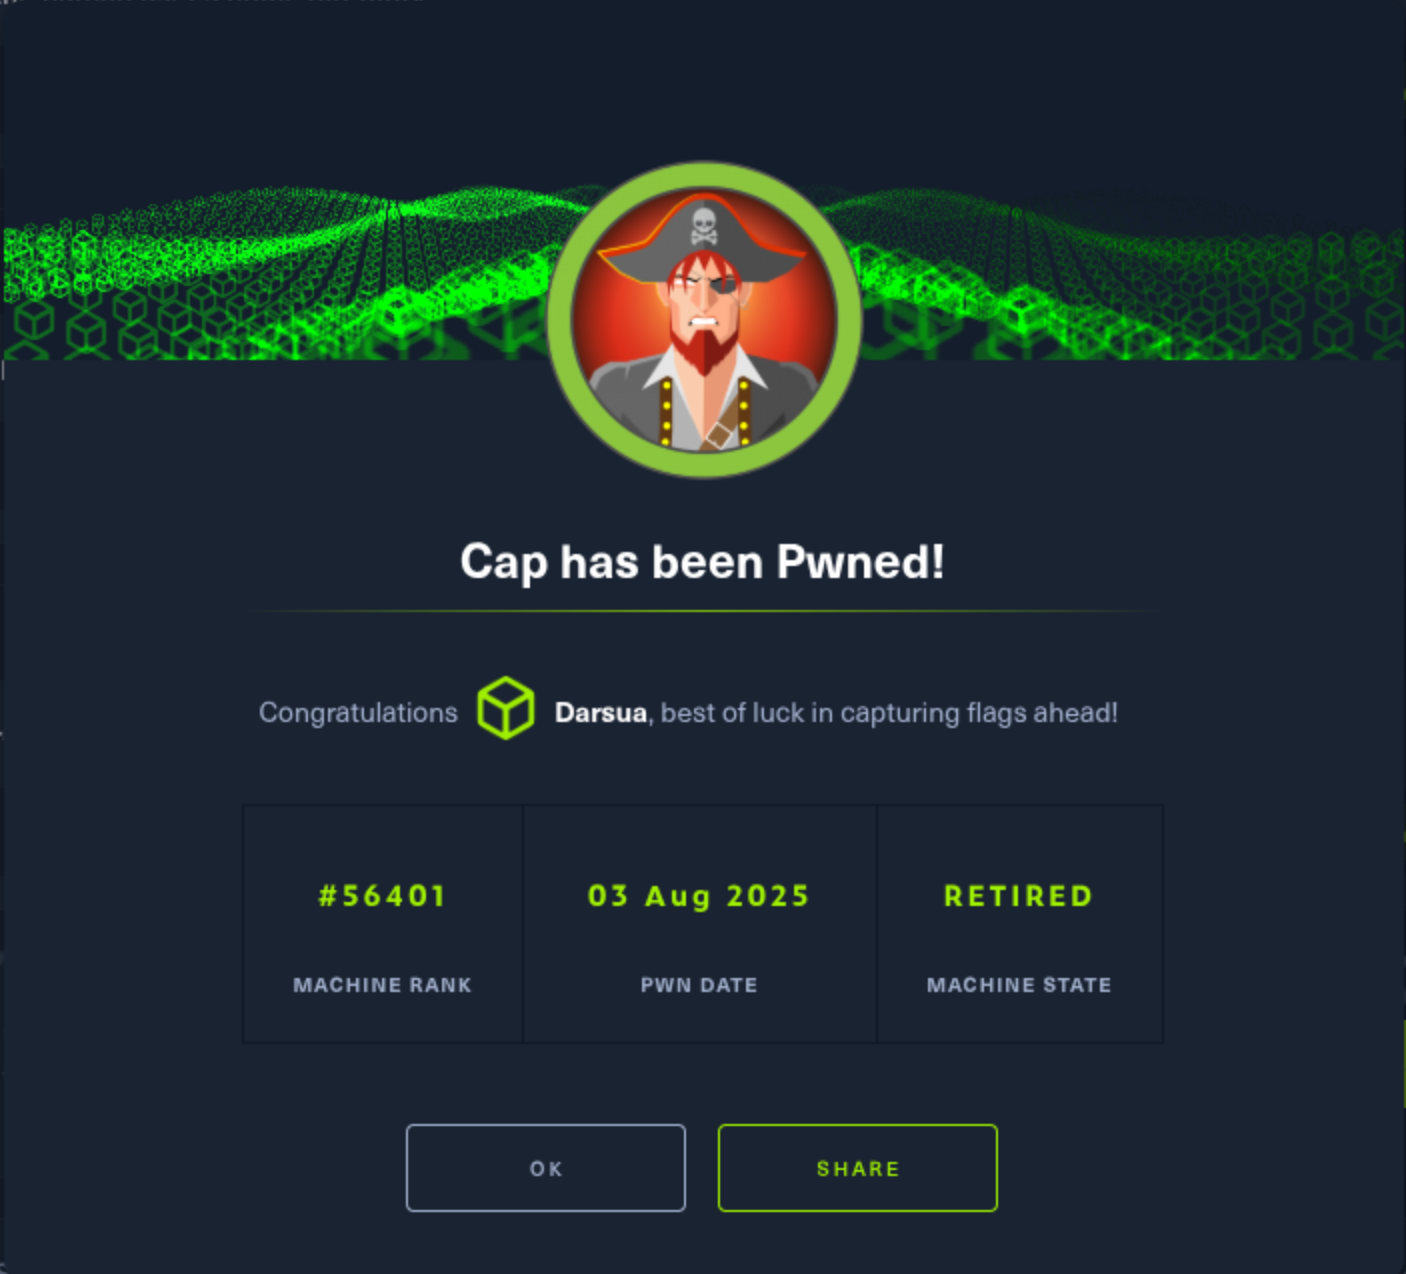 Cap has been Pwned!
Congratulations Darsua, best of luck in capturing flags ahead!
#56401 03 Aug 2025 RETIRED
MACHINE RANK PWN DATE MACHINE STATE
OK SHARE